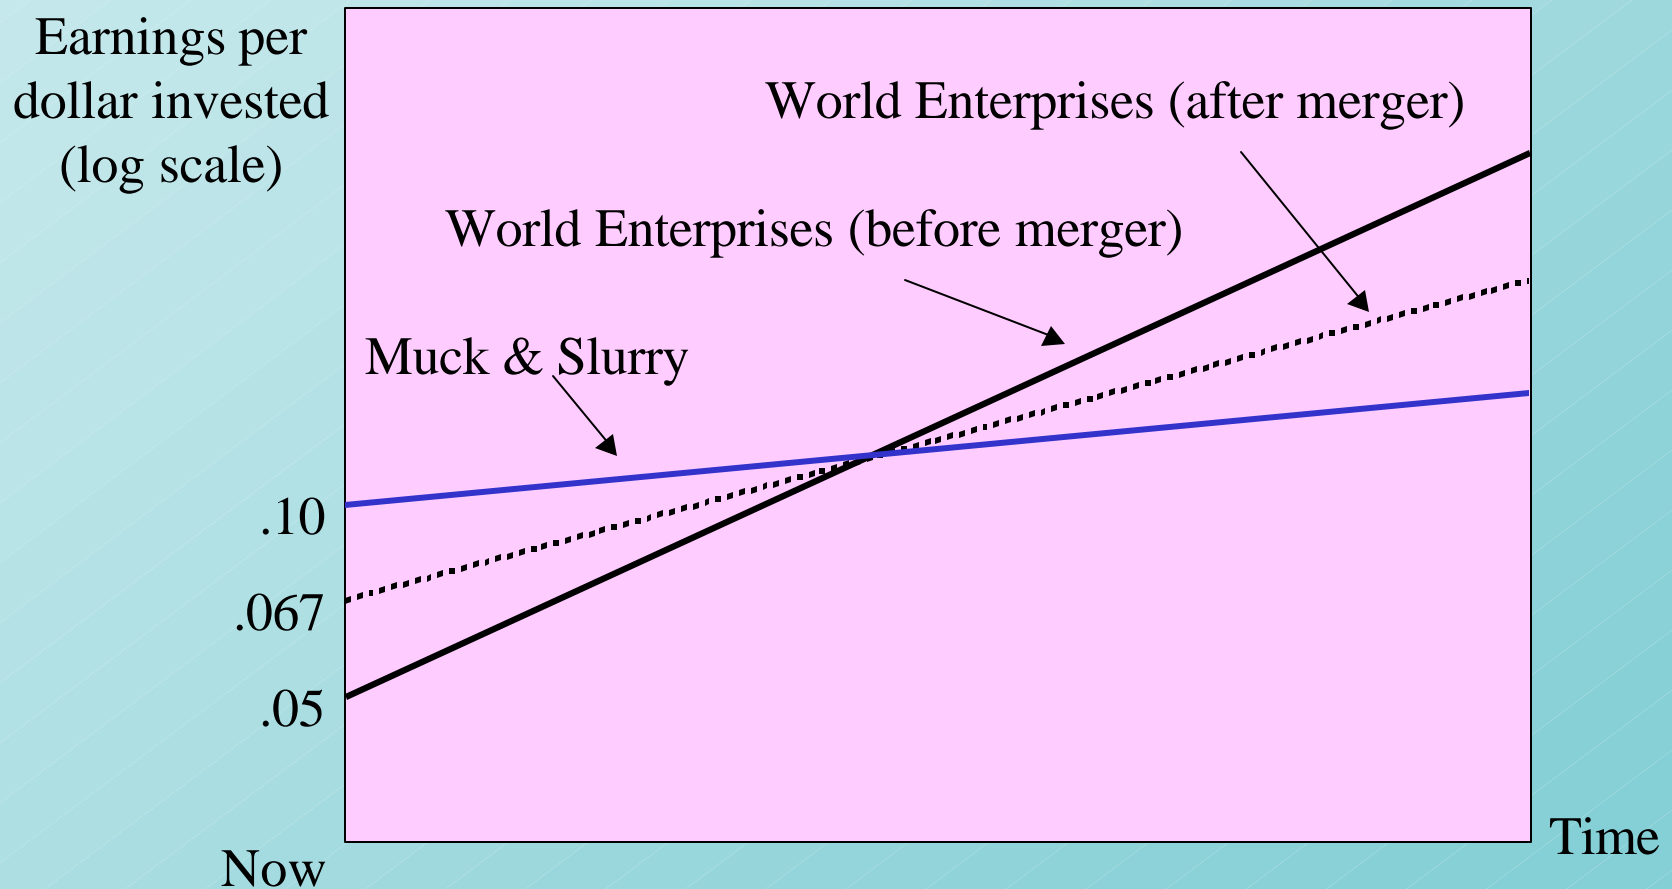 Earnings per
dollar invested
(log scale)
World Enterprises (after merger)
World Enterprises (before merger)
Muck & Slurry
.10
.067
.05
Now
Time